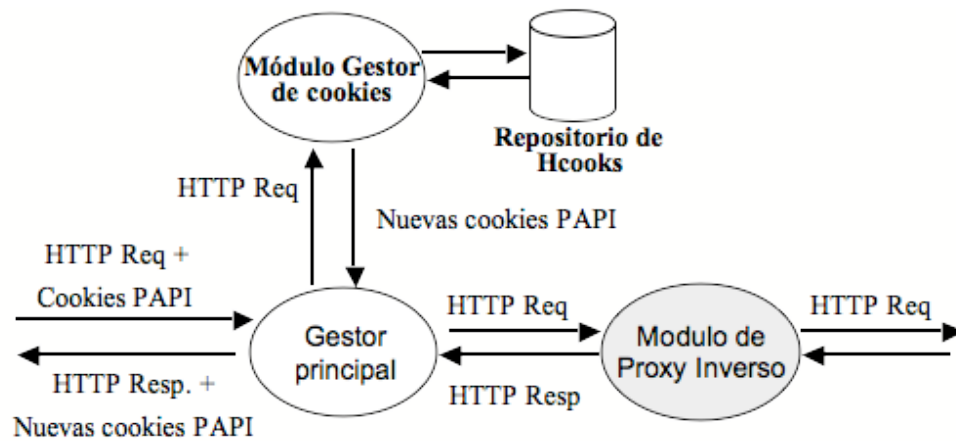 Módulo Gestor
de cookies
Repositorio de
Hcooks
HTTP Req
Nuevas cookies PAPI
HTTP Req +
Cookies PAPI
HTTP Resp. +
Nuevas cookies PAPI
Gestor
principal
HTTP Req
HTTP Resp
Modulo de
Proxy Inverso
HTTP Req